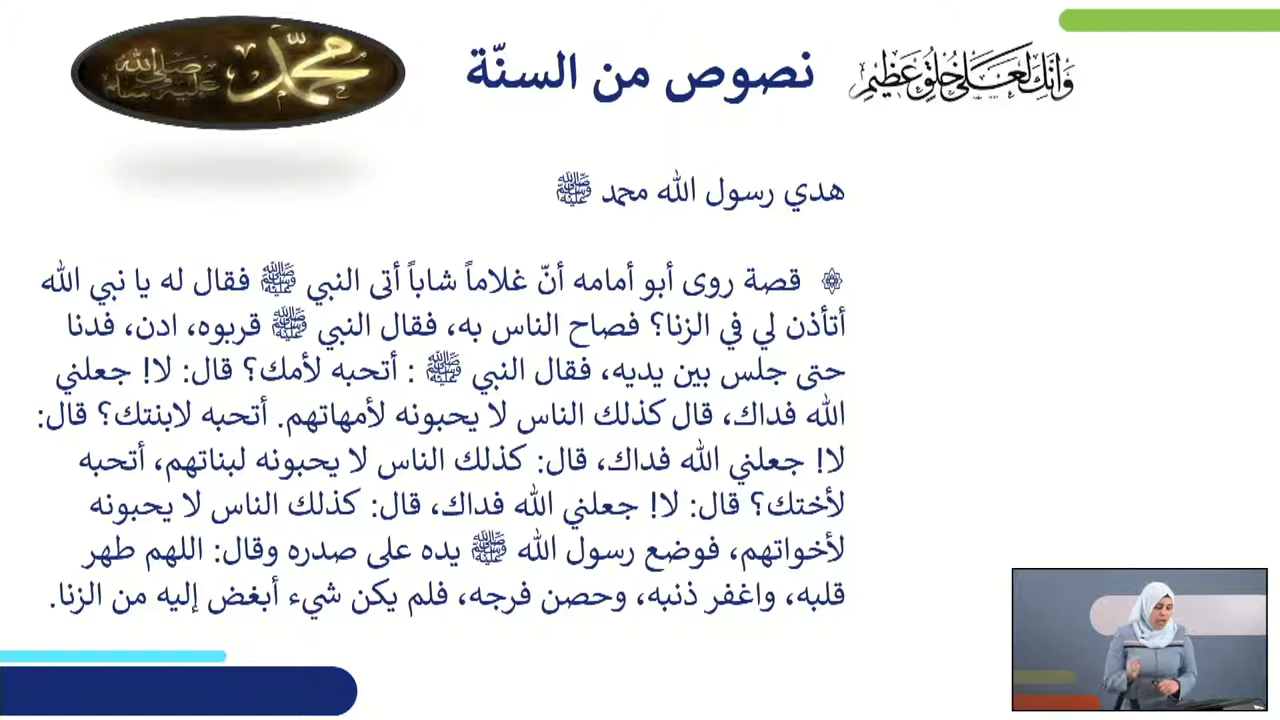 وَإِنَّكَ لَعَلَىٰ خُلُقٍ عَظِيمٍ
نصوص من السنّة
محمد صلى الله عليه وسلم
هدي رسول الله محمد ﷺ
قصة روى أبو أمامه أنّ غلاماً شاباً أتى النبي ﷺ فقال له يا نبي الله
أتأذن لي في الزنا؟ فصاح الناس به، فقال النبي ﷺ قربوه، ادن، فدنا
حتى جلس بين يديه، فقال النبي ﷺ : أتحبه لأمك؟ قال: لا! جعلني
الله فداك، قال كذلك الناس لا يحبونه لأمهاتهم. أتحبه لابنتك؟ قال:
لا! جعلني الله فداك، قال: كذلك الناس لا يحبونه لبناتهم، أتحبه
لأختك؟ قال: لا! جعلني الله فداك، قال: كذلك الناس لا يحبونه
لأخواتهم، فوضع رسول الله ﷺ يده على صدره وقال: اللهم طهر
قلبه، واغفر ذنبه، وحصن فرجه، فلم يكن شيء أبغض إليه من الزنا.